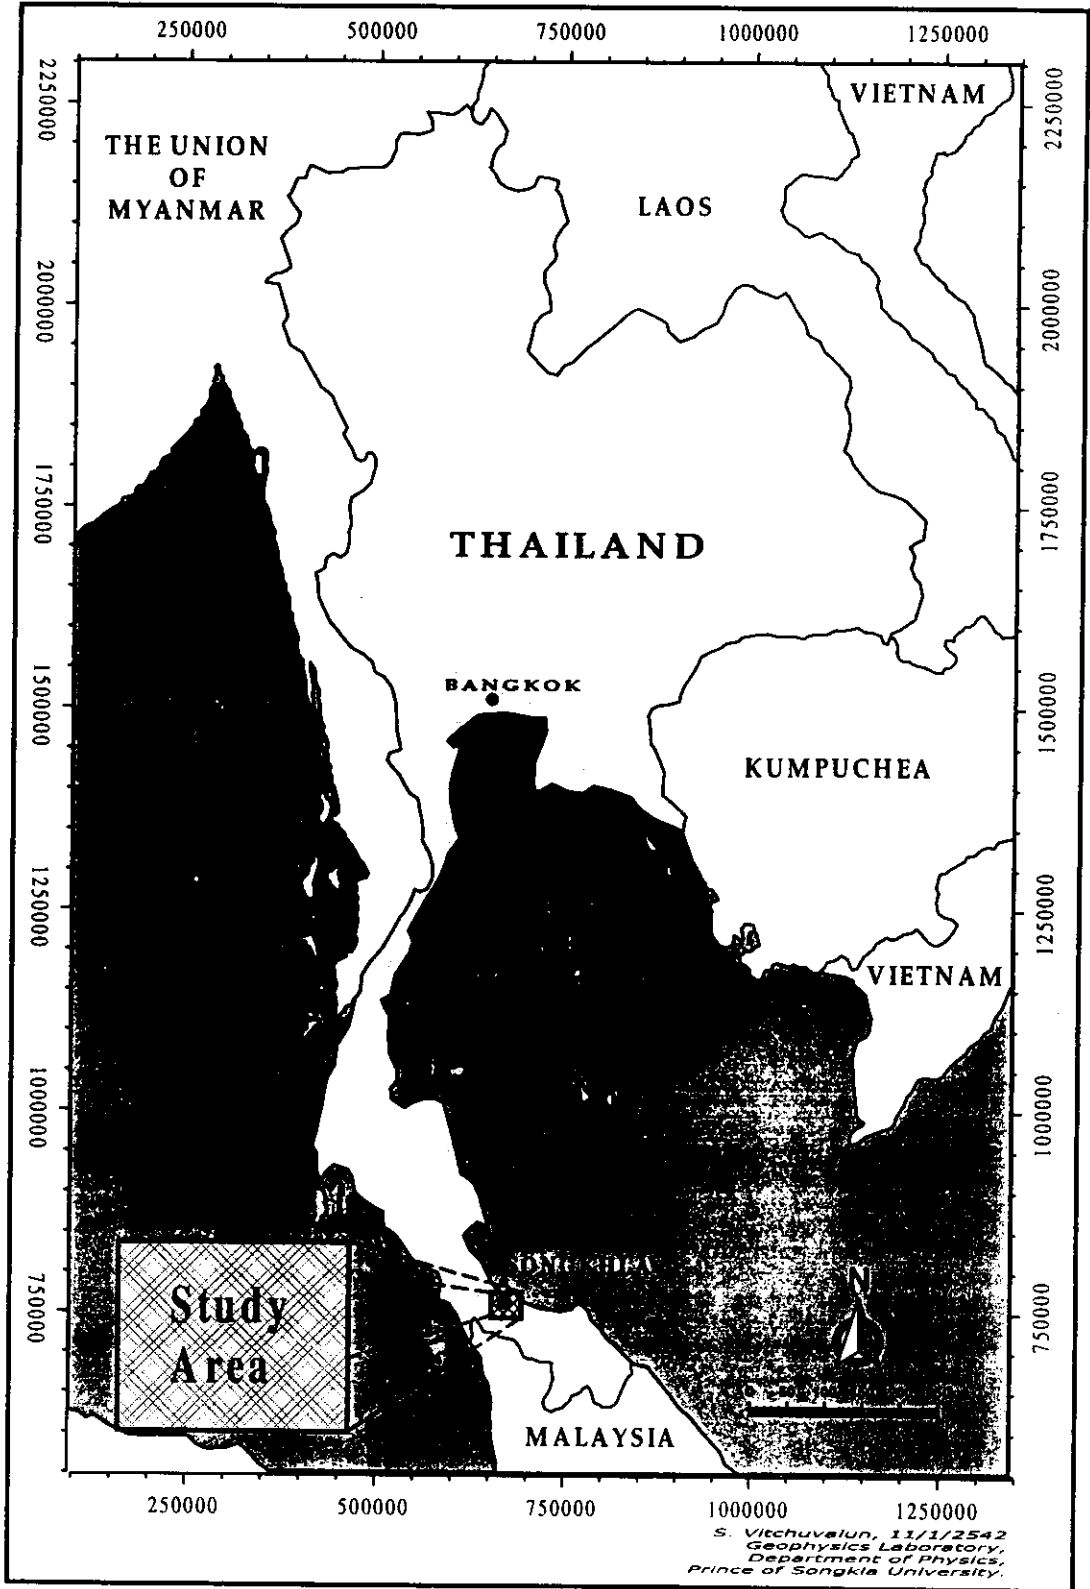 250000 500000 750000 1000000 1250000
2250000
2250000
VIETNAM
THE UNION
OF
MYANMAR
LAOS
2000000
2000000
1750000
1750000
THAILAND
BANGKOK
1500000
1500000
KUMPUCHEA
1250000
1250000
VIETNAM
1000000
1000000
N
750000
750000
Study
Area
MALAYSIA
250000 500000 750000 1000000 1250000
S. Vitchuvalun, 11/1/2542
Geophysics Laboratory,
Department of Physics,
Prince of Songkla University.